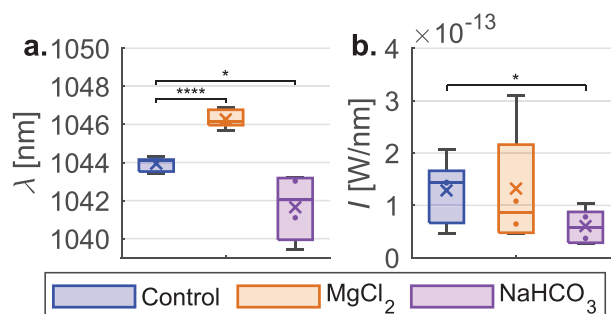 a.
b.
× 10^-13
1050
1048
1046
1044
1042
1040
λ [nm]
*
****
4
3
2
1
0
I [W/nm]
*
Control
MgCl₂
NaHCO₃